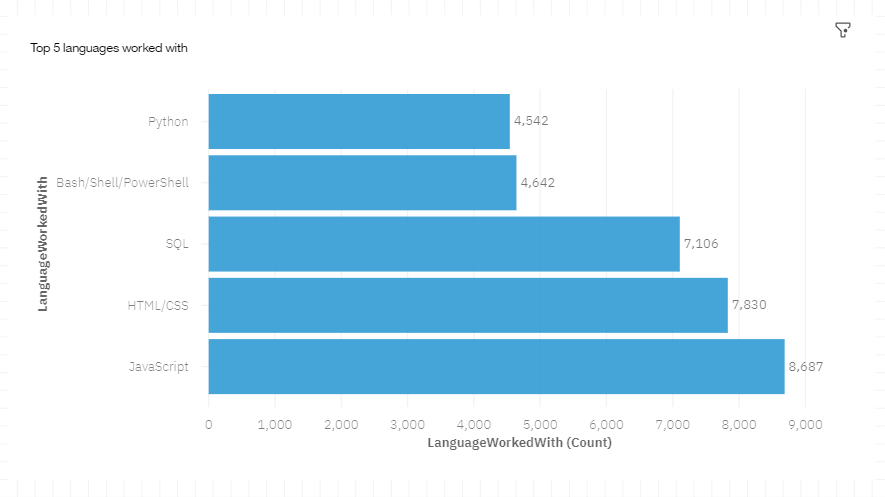 Top 5 languages worked with
LanguageWorkedWith
Python
4,542
Bash/Shell/PowerShell
4,642
SQL
7,106
HTML/CSS
7,830
JavaScript
8,687
0 1,000 2,000 3,000 4,000 5,000 6,000 7,000 8,000 9,000
LanguageWorkedWith (Count)